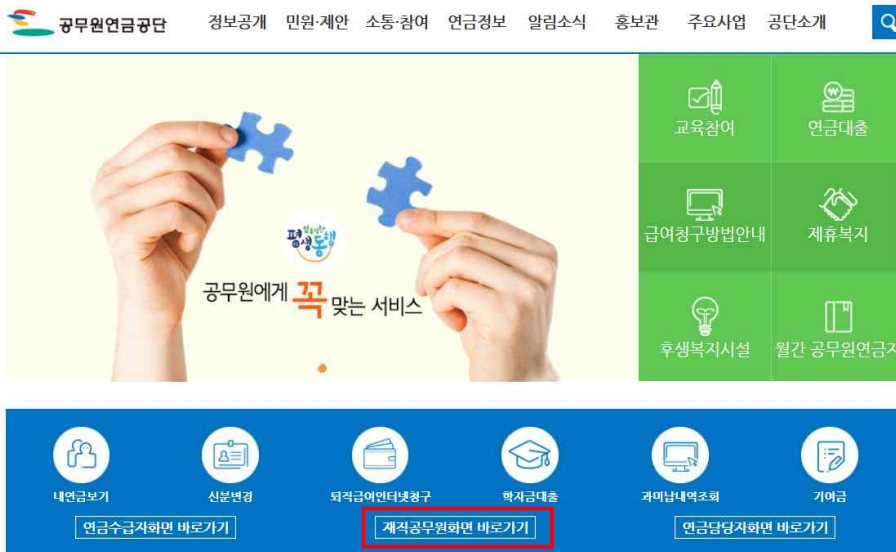 공무원연금공단 정보공개 민원·제안 소통·참여 연금정보 알림소식 홍보관 주요사업 공단소개
교육참여 연금대출
급여청구방법안내 제휴복지
평생동행
공무원에게 꼭 맞는 서비스
후생복지시설 월간 공무원연금지
내연금보기 신분변경 퇴직급여인터넷청구 학자금대출 과미납내역조회 기여금
연금수급자화면 바로가기 재직공무원화면 바로가기 연금담당자화면 바로가기